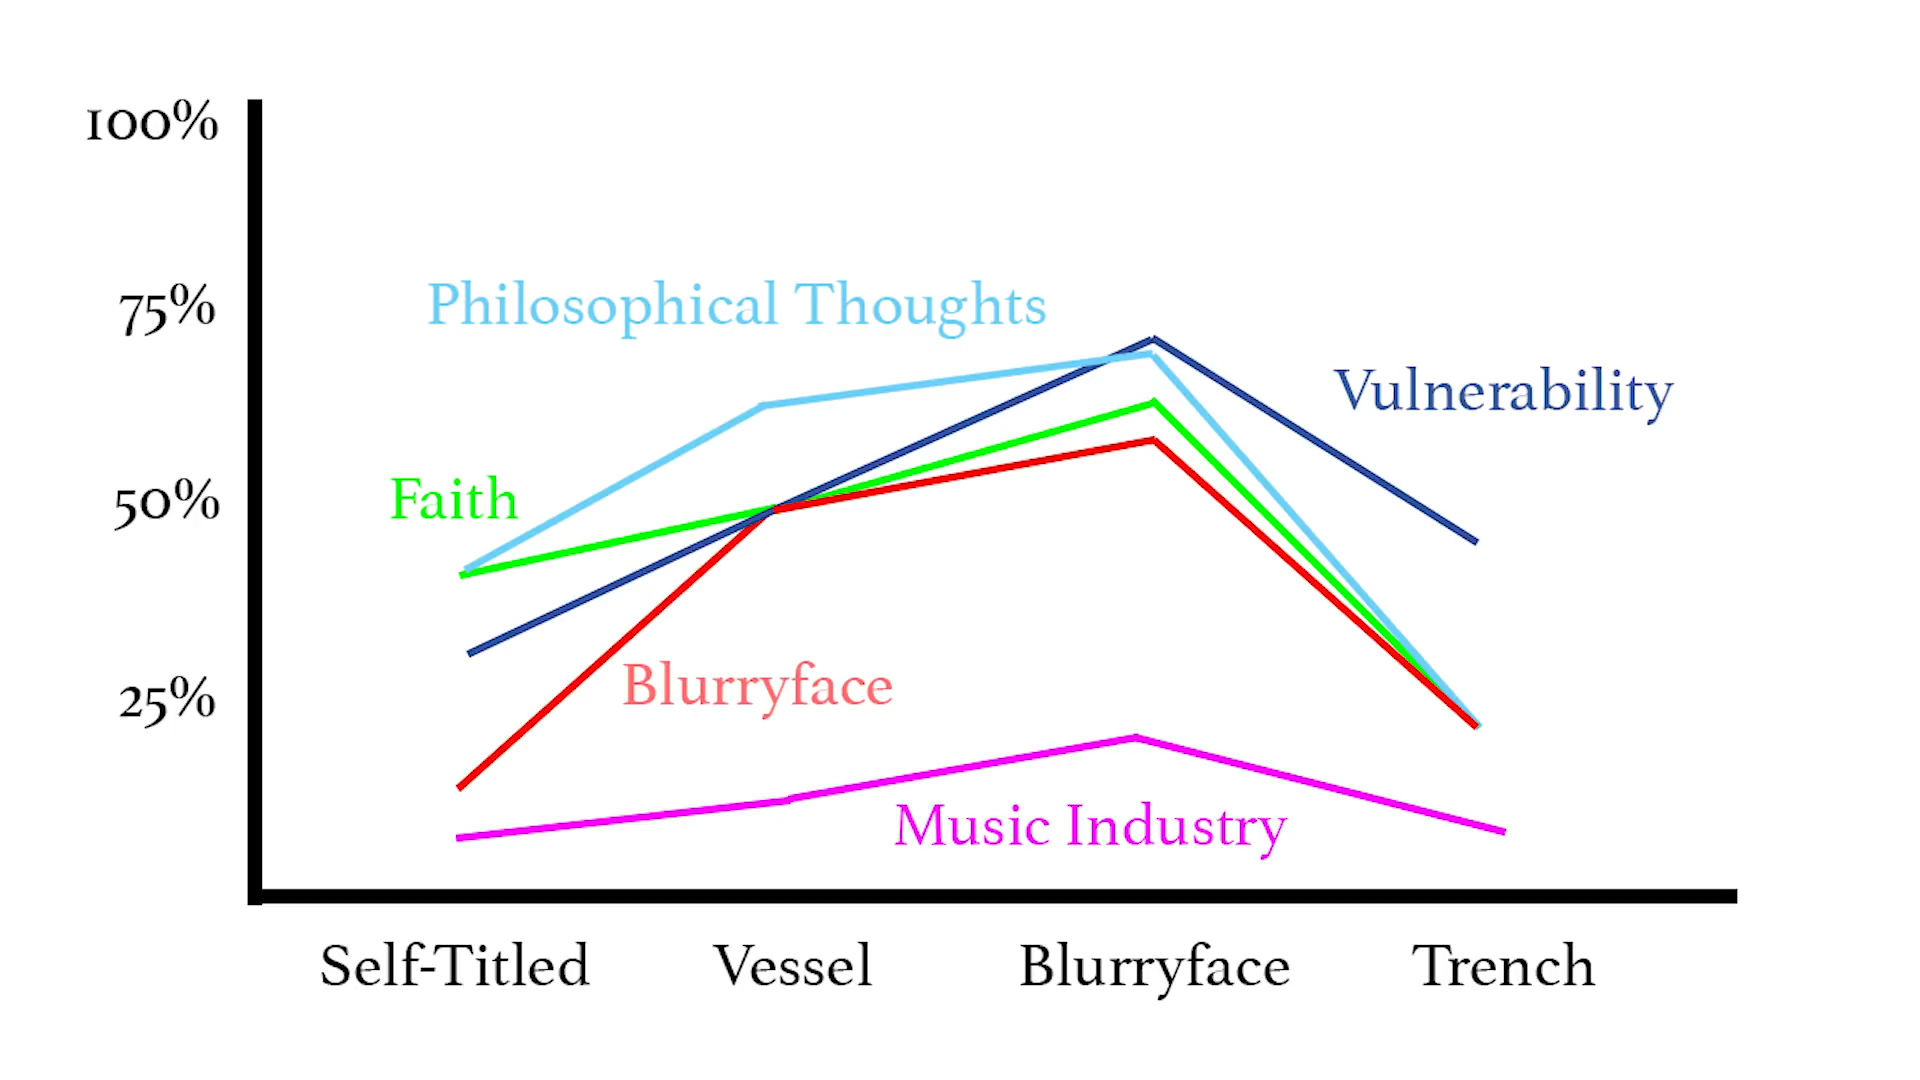 100%
75%
Philosophical Thoughts
Vulnerability
50%
Faith
25%
Blurryface
Music Industry
Self-Titled
Vessel
Blurryface
Trench